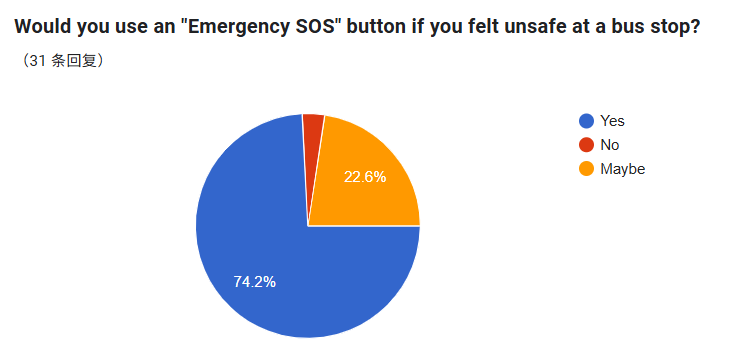 Would you use an "Emergency SOS" button if you felt unsafe at a bus stop?
（31 条回复）
Yes
No
Maybe
22.6%
74.2%